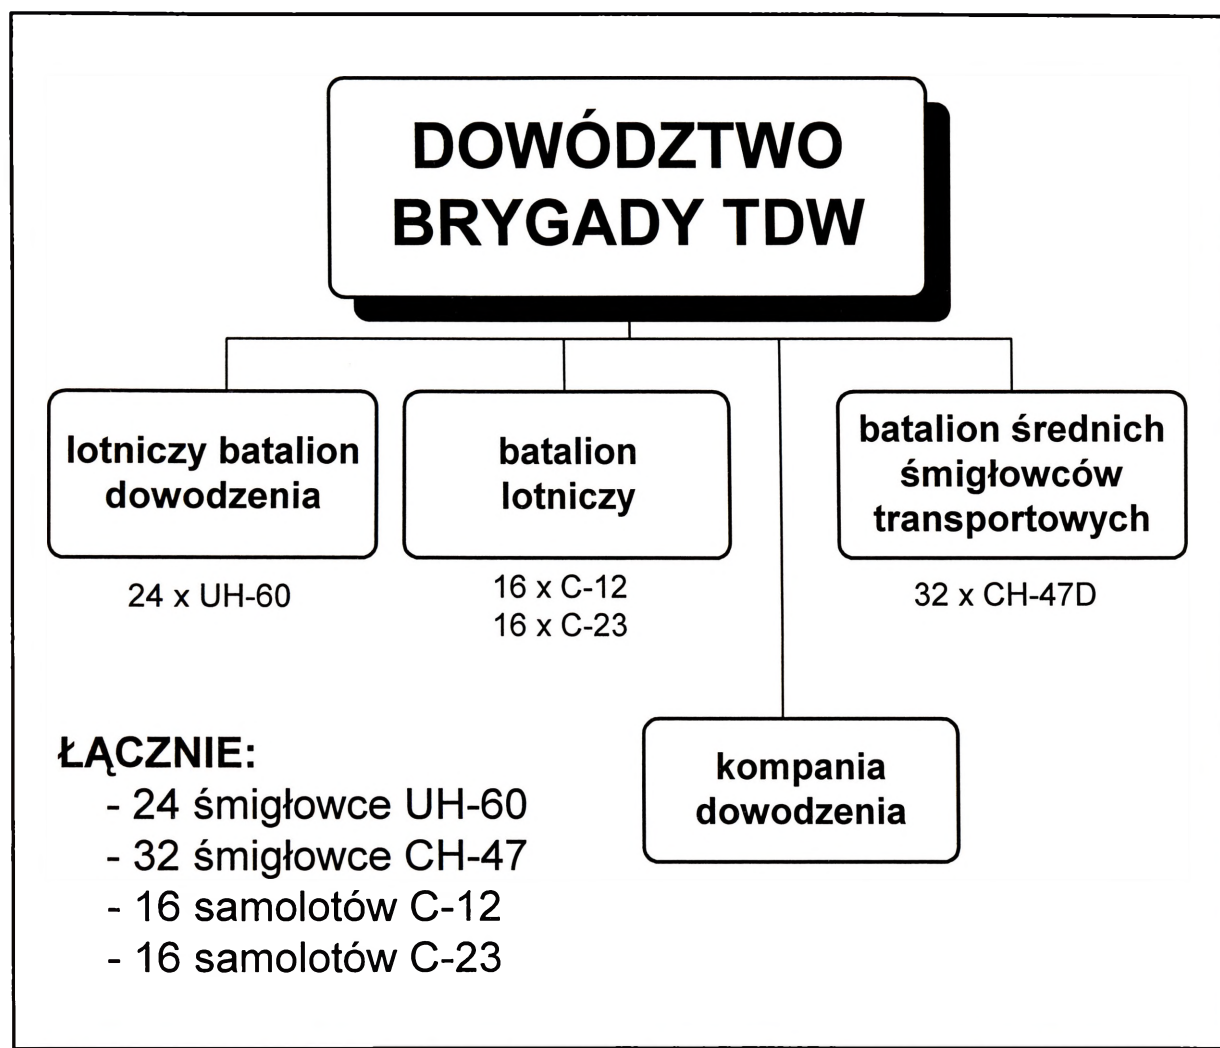 DOWÓDZTWO
BRYGADY TDW
lotniczy batalion
dowodzenia
24 x UH-60
batalion
lotniczy
16 x C-12
16 x C-23
batalion średnich
śmigłowców
transportowych
32 x CH-47D
kompania
dowodzenia
ŁĄCZNIE:
- 24 śmigłowce UH-60
- 32 śmigłowce CH-47
- 16 samolotów C-12
- 16 samolotów C-23